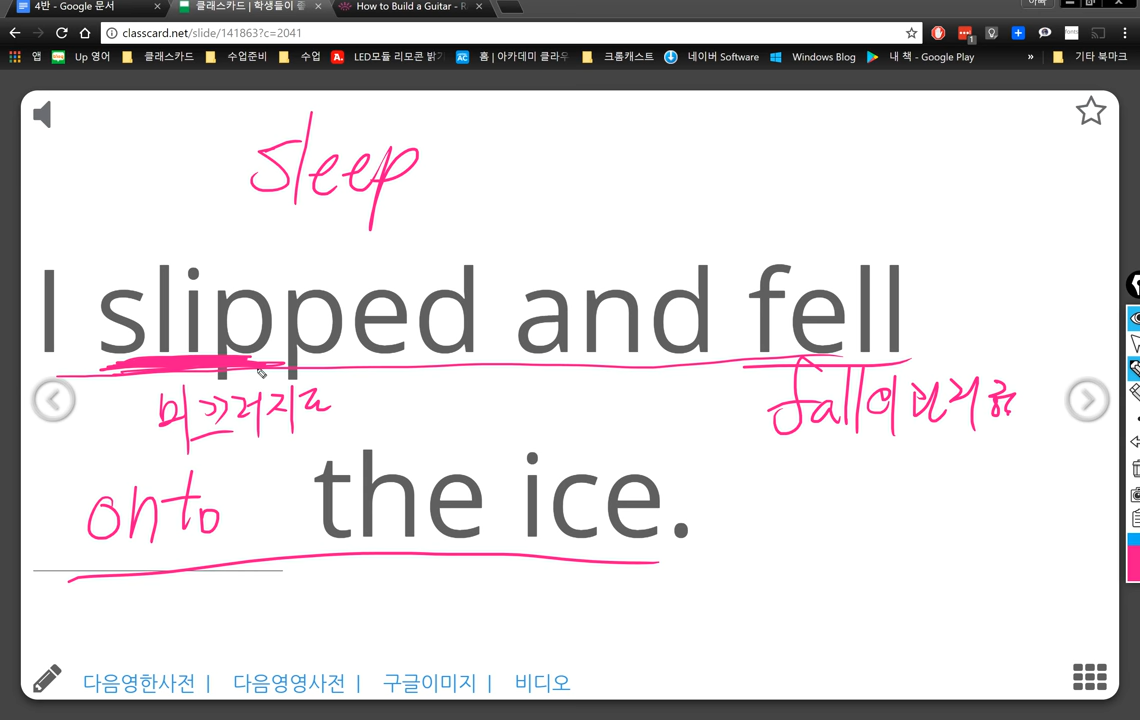 4반 - Google 문서
클래스카드 | 학생들이 좋
How to Build a Guitar - R
아빠
classcard.net/slide/141863?c=2041
앱 Up 영어 클래스카드 수업준비 수업 LED모듈 리모콘 밝기 홈 | 아카데미 클라우 크롬캐스트 네이버 Software Windows Blog 내 책 - Google Play » 기타 북마크
sleep
I slipped and fell
미끄러지고
fall의
onto the ice.
다음영한사전 | 다음영영사전 | 구글이미지 | 비디오